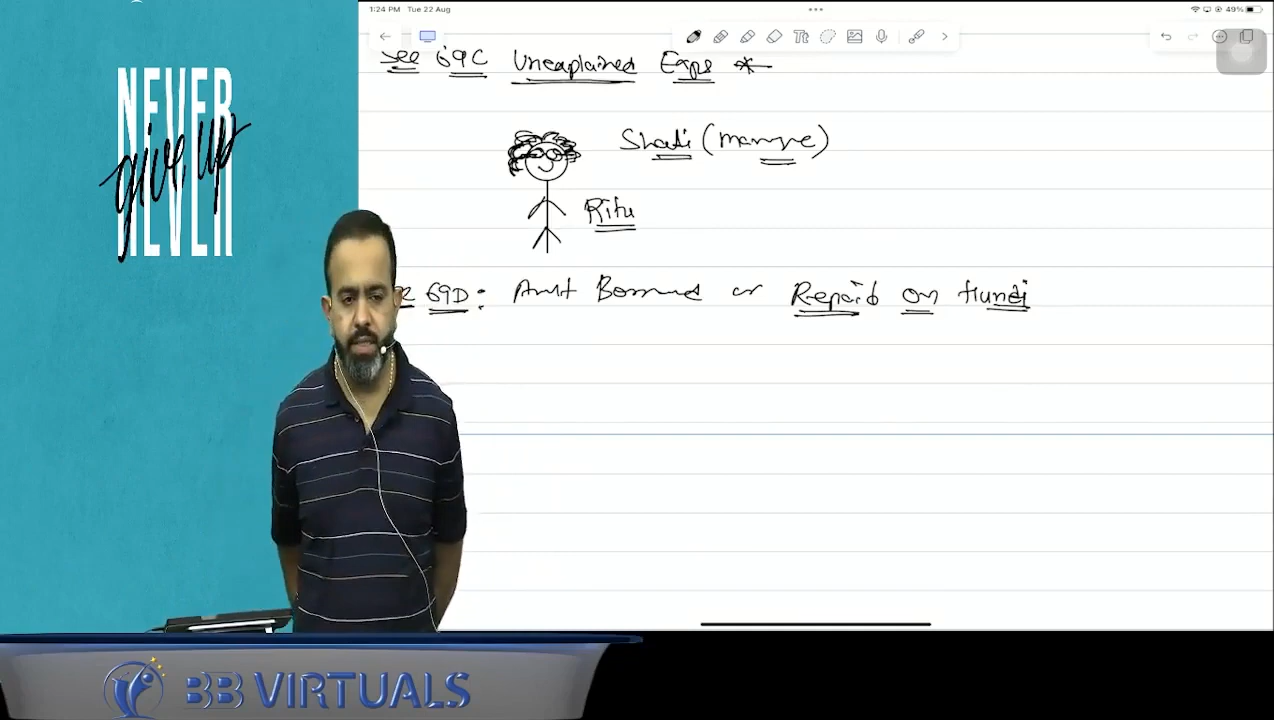 1:24 PM Tue 22 Aug
49%
NEVER
give up
NEVER
See 69C Unexplained Exps *
Shadi (Marriage)
Ritu
69D: Amt Borrowed or Repaid on Hundi
BB VIRTUALS